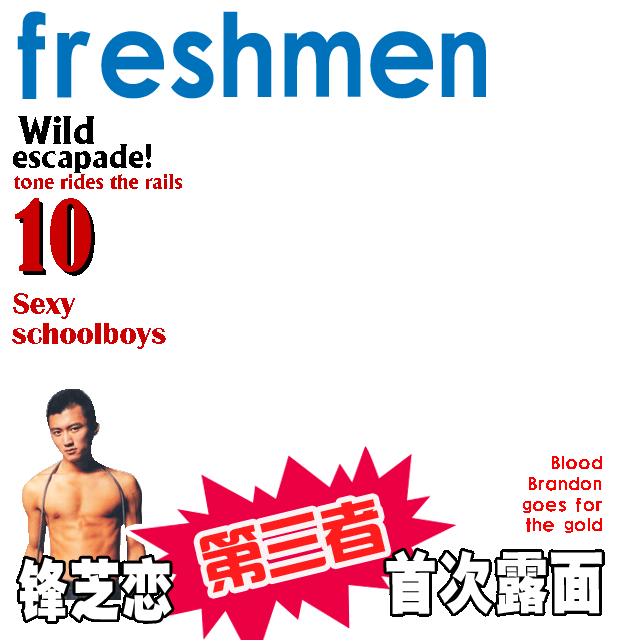 freshmen
Wild
escapade!
tone rides the rails
10
Sexy
schoolboys
Blood
Brandon
goes for
the gold
第三者
锋芝恋
首次露面